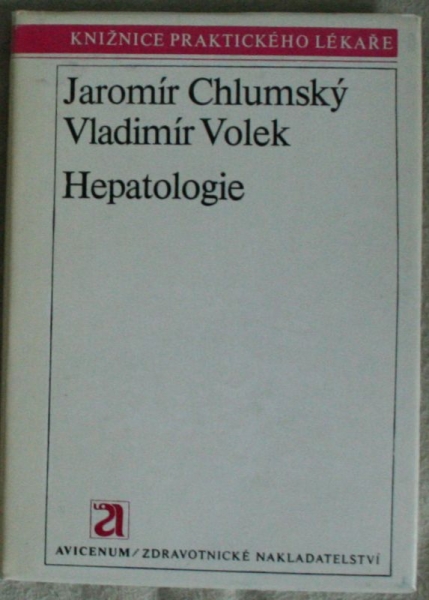 KNIŽNICE PRAKTICKÉHO LÉKAŘE
Jaromír Chlumský
Vladimír Volek
Hepatologie
a
AVICENUM/ZDRAVOTNICKÉ NAKLADATELSTVÍ